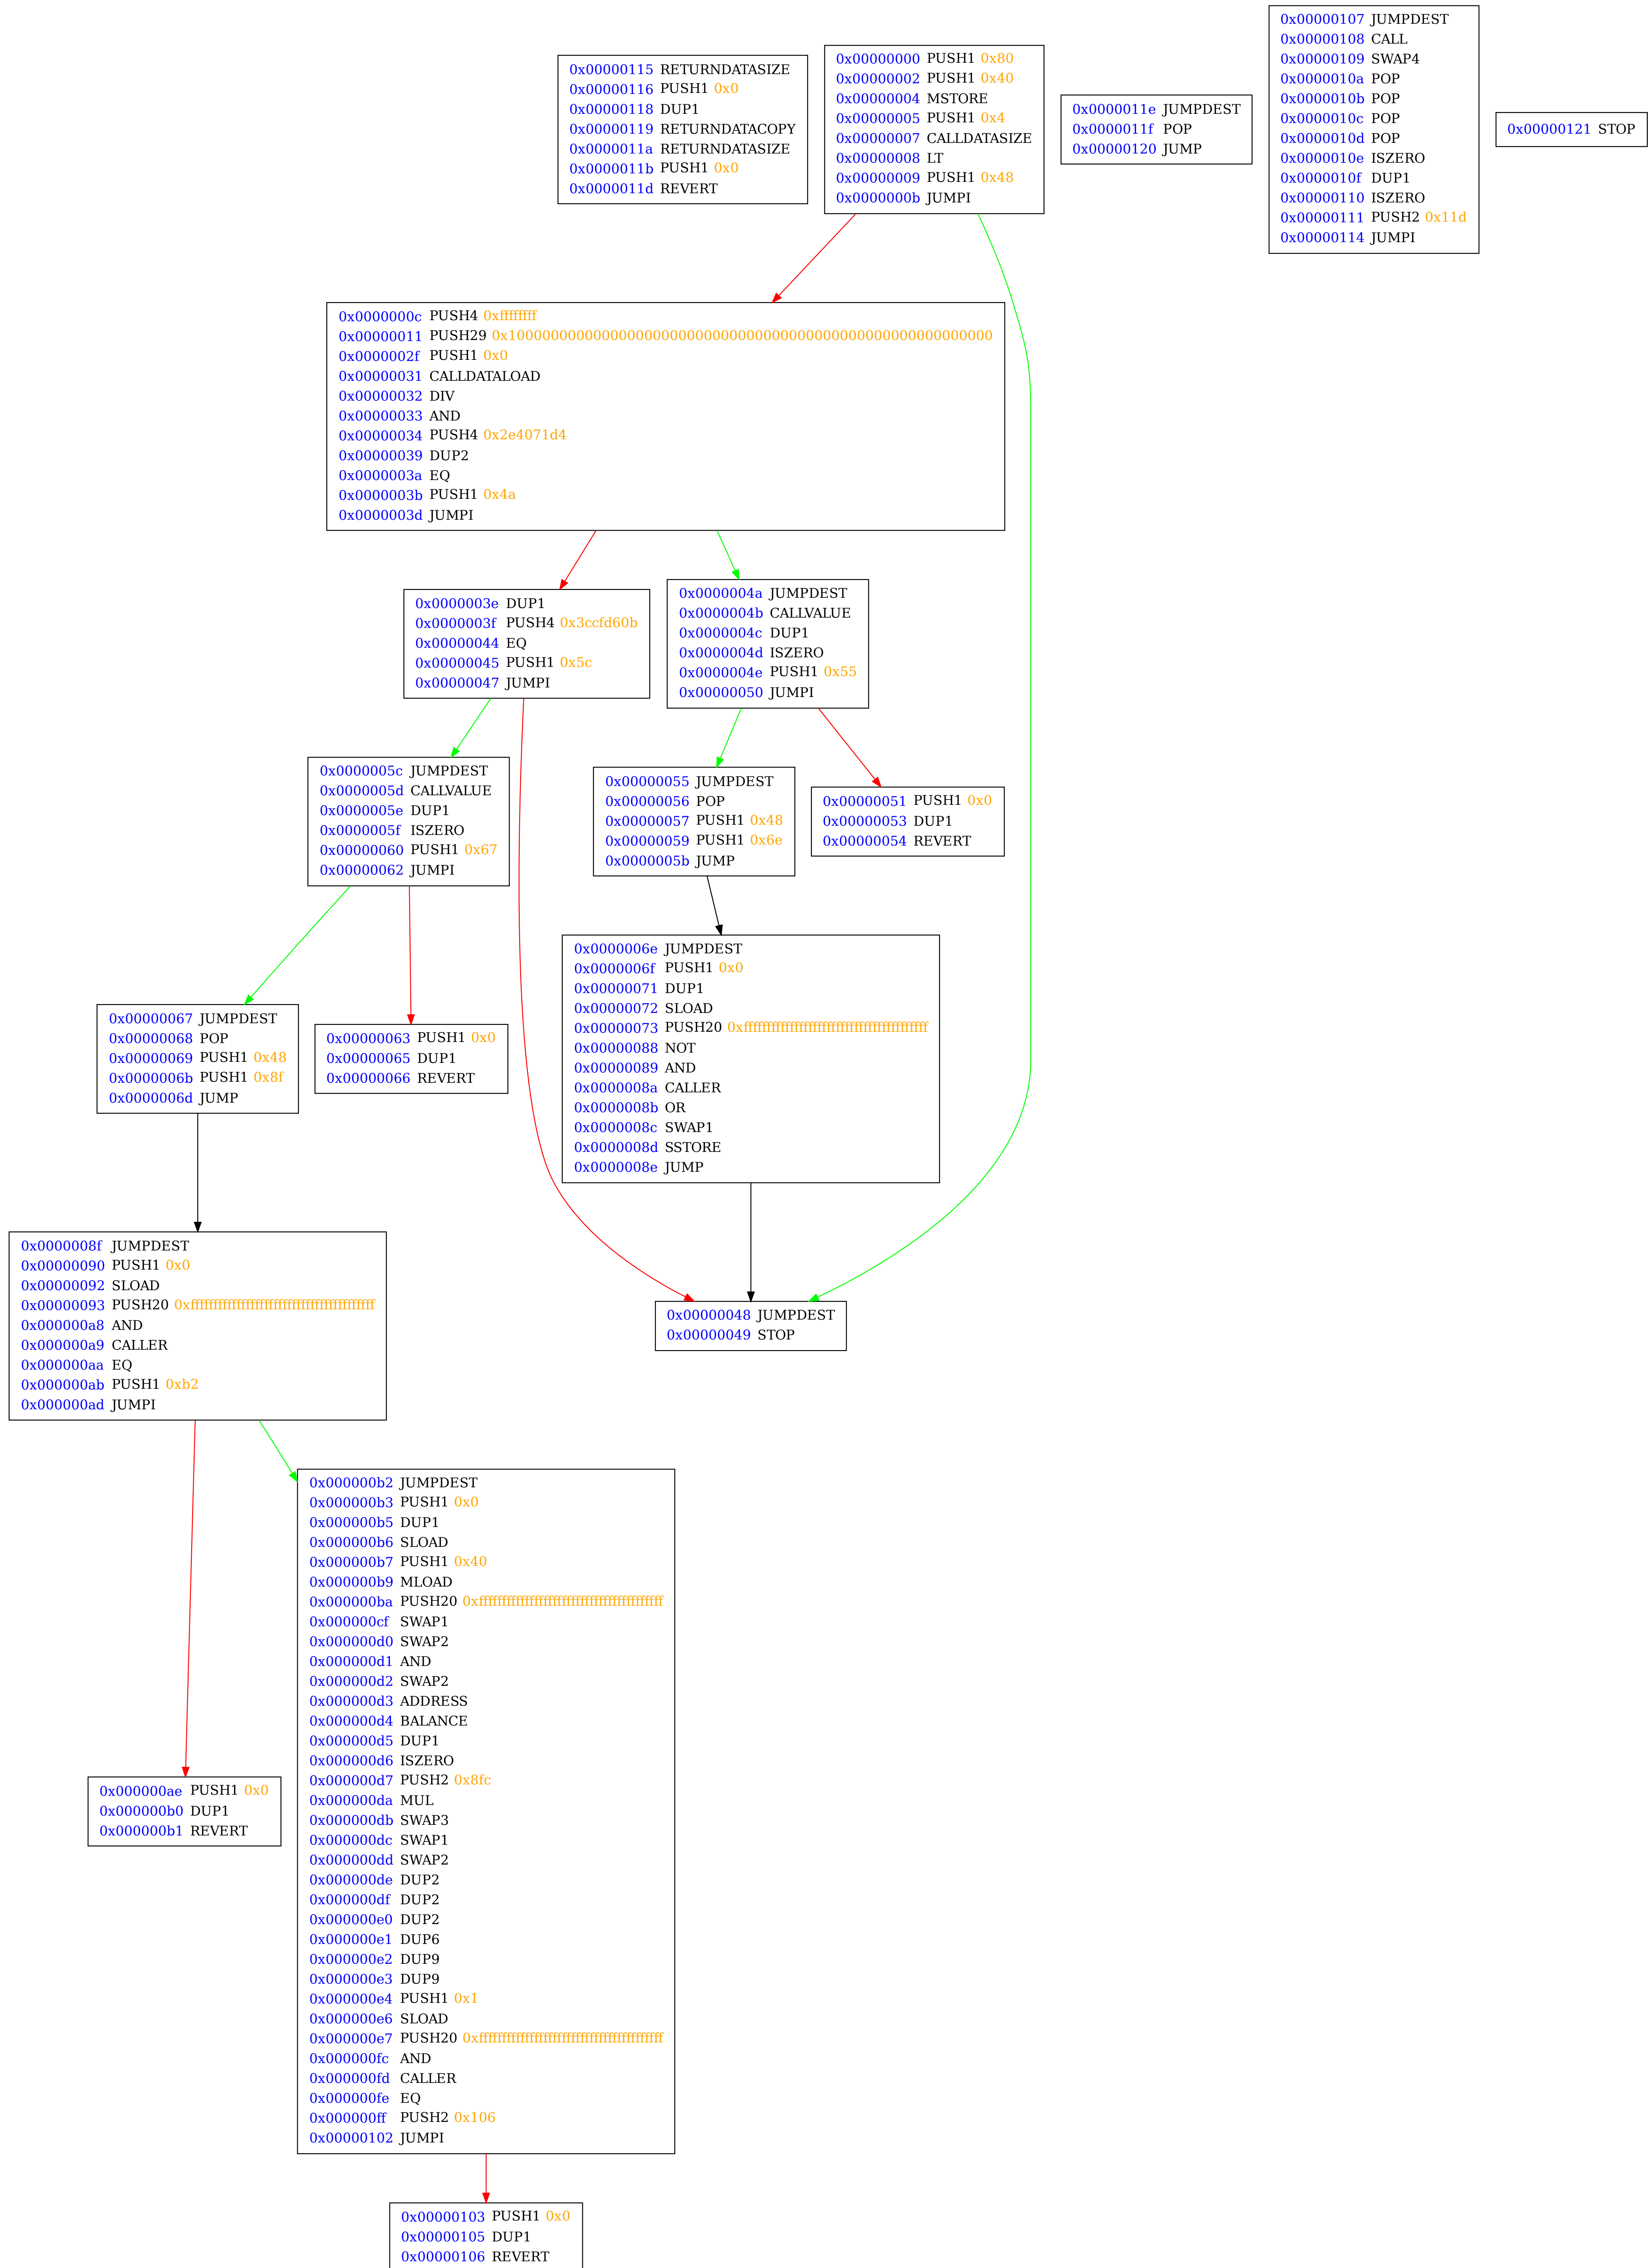 0x00000115 RETURNDATASIZE
0x00000116 PUSH1 0x0
0x00000118 DUP1
0x00000119 RETURNDATACOPY
0x0000011a RETURNDATASIZE
0x0000011b PUSH1 0x0
0x0000011d REVERT
0x00000000 PUSH1 0x80
0x00000002 PUSH1 0x40
0x00000004 MSTORE
0x00000005 PUSH1 0x4
0x00000007 CALLDATASIZE
0x00000008 LT
0x00000009 PUSH1 0x48
0x0000000b JUMPI
0x0000011e JUMPDEST
0x0000011f POP
0x00000120 JUMP
0x00000107 JUMPDEST
0x00000108 CALL
0x00000109 SWAP4
0x0000010a POP
0x0000010b POP
0x0000010c POP
0x0000010d POP
0x0000010e ISZERO
0x0000010f DUP1
0x00000110 ISZERO
0x00000111 PUSH2 0x11d
0x00000114 JUMPI
0x00000121 STOP
0x0000000c PUSH4 0xffffffff
0x00000011 PUSH29 0x100000000000000000000000000000000000000000000000000000000
0x0000002f PUSH1 0x0
0x00000031 CALLDATALOAD
0x00000032 DIV
0x00000033 AND
0x00000034 PUSH4 0x2e4071d4
0x00000039 DUP2
0x0000003a EQ
0x0000003b PUSH1 0x4a
0x0000003d JUMPI
0x0000003e DUP1
0x0000003f PUSH4 0x3ccfd60b
0x00000044 EQ
0x00000045 PUSH1 0x5c
0x00000047 JUMPI
0x0000004a JUMPDEST
0x0000004b CALLVALUE
0x0000004c DUP1
0x0000004d ISZERO
0x0000004e PUSH1 0x55
0x00000050 JUMPI
0x0000005c JUMPDEST
0x0000005d CALLVALUE
0x0000005e DUP1
0x0000005f ISZERO
0x00000060 PUSH1 0x67
0x00000062 JUMPI
0x00000055 JUMPDEST
0x00000056 POP
0x00000057 PUSH1 0x48
0x00000059 PUSH1 0x6e
0x0000005b JUMP
0x00000051 PUSH1 0x0
0x00000053 DUP1
0x00000054 REVERT
0x00000067 JUMPDEST
0x00000068 POP
0x00000069 PUSH1 0x48
0x0000006b PUSH1 0x8f
0x0000006d JUMP
0x00000063 PUSH1 0x0
0x00000065 DUP1
0x00000066 REVERT
0x0000006e JUMPDEST
0x0000006f PUSH1 0x0
0x00000071 DUP1
0x00000072 SLOAD
0x00000073 PUSH20 0xffffffffffffffffffffffffffffffffffffffff
0x00000088 NOT
0x00000089 AND
0x0000008a CALLER
0x0000008b OR
0x0000008c SWAP1
0x0000008d SSTORE
0x0000008e JUMP
0x0000008f JUMPDEST
0x00000090 PUSH1 0x0
0x00000092 SLOAD
0x00000093 PUSH20 0xffffffffffffffffffffffffffffffffffffffff
0x000000a8 AND
0x000000a9 CALLER
0x000000aa EQ
0x000000ab PUSH1 0xb2
0x000000ad JUMPI
0x00000048 JUMPDEST
0x00000049 STOP
0x000000b2 JUMPDEST
0x000000b3 PUSH1 0x0
0x000000b5 DUP1
0x000000b6 SLOAD
0x000000b7 PUSH1 0x40
0x000000b9 MLOAD
0x000000ba PUSH20 0xffffffffffffffffffffffffffffffffffffffff
0x000000cf SWAP1
0x000000d0 SWAP2
0x000000d1 AND
0x000000d2 SWAP2
0x000000d3 ADDRESS
0x000000d4 BALANCE
0x000000d5 DUP1
0x000000d6 ISZERO
0x000000d7 PUSH2 0x8fc
0x000000da MUL
0x000000db SWAP3
0x000000dc SWAP1
0x000000dd SWAP2
0x000000de DUP2
0x000000df DUP2
0x000000e0 DUP2
0x000000e1 DUP6
0x000000e2 DUP9
0x000000e3 DUP9
0x000000e4 PUSH1 0x1
0x000000e6 SLOAD
0x000000e7 PUSH20 0xffffffffffffffffffffffffffffffffffffffff
0x000000fc AND
0x000000fd CALLER
0x000000fe EQ
0x000000ff PUSH2 0x106
0x00000102 JUMPI
0x000000ae PUSH1 0x0
0x000000b0 DUP1
0x000000b1 REVERT
0x00000103 PUSH1 0x0
0x00000105 DUP1
0x00000106 REVERT